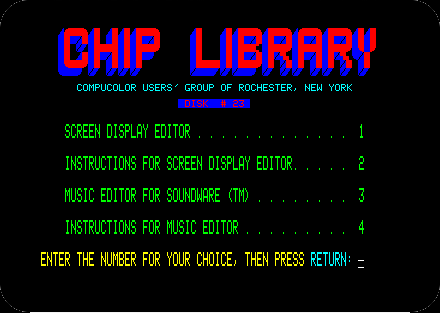 CHIP LIBRARY
COMPUCOLOR USERS' GROUP OF ROCHESTER, NEW YORK
DISK # 23
SCREEN DISPLAY EDITOR . . . . . . . . . . . . . . 1
INSTRUCTIONS FOR SCREEN DISPLAY EDITOR. . . . . 2
MUSIC EDITOR FOR SOUNDWARE (TM) . . . . . . . . . 3
INSTRUCTIONS FOR MUSIC EDITOR . . . . . . . . . . 4
ENTER THE NUMBER FOR YOUR CHOICE, THEN PRESS RETURN: _